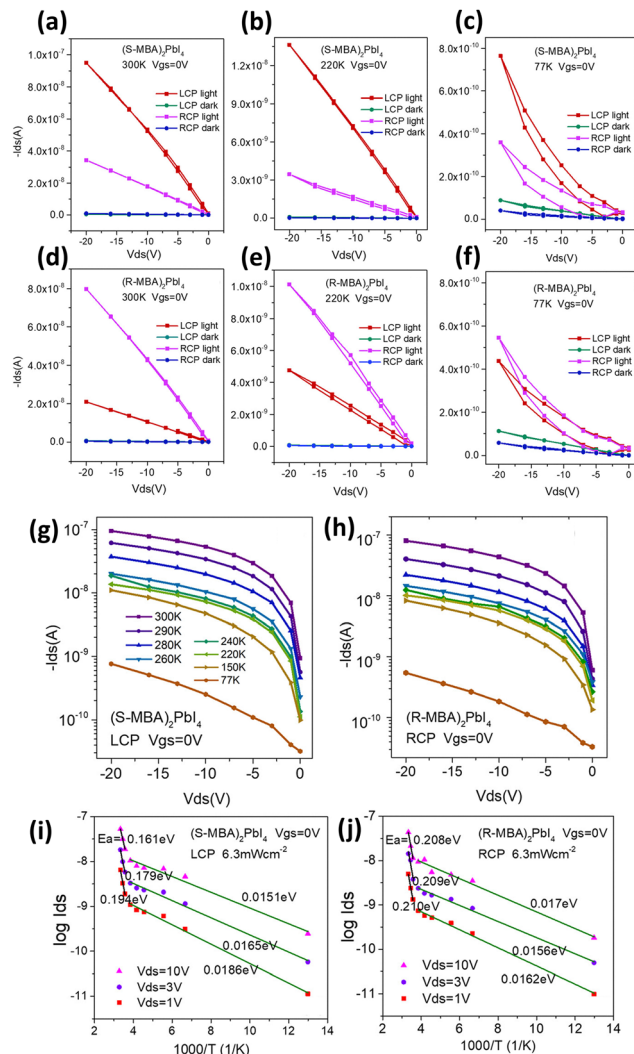 (a)
(S-MBA)₂PbI₄
300K Vgs=0V
LCP light
LCP dark
RCP light
RCP dark
1.0x10⁻⁷
8.0x10⁻⁸
6.0x10⁻⁸
4.0x10⁻⁸
2.0x10⁻⁸
0.0
-Ids(A)
-20 -15 -10 -5 0
Vds(V)
(b)
(S-MBA)₂PbI₄
220K Vgs=0V
LCP light
LCP dark
RCP light
RCP dark
1.2x10⁻⁸
9.0x10⁻⁹
6.0x10⁻⁹
3.0x10⁻⁹
0.0
-20 -15 -10 -5 0
Vds(V)
(c)
(S-MBA)₂PbI₄
77K Vgs=0V
LCP light
LCP dark
RCP light
RCP dark
8.0x10⁻¹⁰
6.0x10⁻¹⁰
4.0x10⁻¹⁰
2.0x10⁻¹⁰
0.0
-20 -15 -10 -5 0
Vds(V)
(d)
(R-MBA)₂PbI₄
300K Vgs=0V
LCP light
LCP dark
RCP light
RCP dark
8.0x10⁻⁸
6.0x10⁻⁸
4.0x10⁻⁸
2.0x10⁻⁸
0.0
-Ids(A)
-20 -15 -10 -5 0
Vds(V)
(e)
(R-MBA)₂PbI₄
220K Vgs=0V
LCP light
LCP dark
RCP light
RCP dark
1.0x10⁻⁸
8.0x10⁻⁹
6.0x10⁻⁹
4.0x10⁻⁹
2.0x10⁻⁹
0.0
-20 -15 -10 -5 0
Vds(V)
(f)
(R-MBA)₂PbI₄
77K Vgs=0V
LCP light
LCP dark
RCP light
RCP dark
8.0x10⁻¹⁰
6.0x10⁻¹⁰
4.0x10⁻¹⁰
2.0x10⁻¹⁰
0.0
-20 -15 -10 -5 0
Vds(V)
(g)
10⁻⁷
10⁻⁸
10⁻⁹
10⁻¹⁰
-Ids(A)
300K
290K
280K
260K
240K
220K
150K
77K
(S-MBA)₂PbI₄
LCP Vgs=0V
-20 -15 -10 -5 0
Vds(V)
(h)
-20 -15 -10 -5 0
10⁻⁷
10⁻⁸
10⁻⁹
10⁻¹⁰
-Ids(A)
(R-MBA)₂PbI₄
RCP Vgs=0V
-20 -15 -10 -5 0
Vds(V)
(i)
(S-MBA)₂PbI₄ Vgs=0V
LCP 6.3mWcm⁻²
Ea= 0.161eV
0.179eV
0.194eV
0.0151eV
0.0165eV
0.0186eV
Vds=10V
Vds=3V
Vds=1V
-7
-8
-9
-10
-11
log Ids
2 4 6 8 10 12 14
1000/T (1/K)
(j)
(R-MBA)₂PbI₄ Vgs=0V
RCP 6.3mWcm⁻²
Ea= 0.208eV
0.209eV
0.210eV
0.017eV
0.0156eV
0.0162eV
Vds=10V
Vds=3V
Vds=1V
-7
-8
-9
-10
-11
log Ids
2 4 6 8 10 12 14
1000/T (1/K)